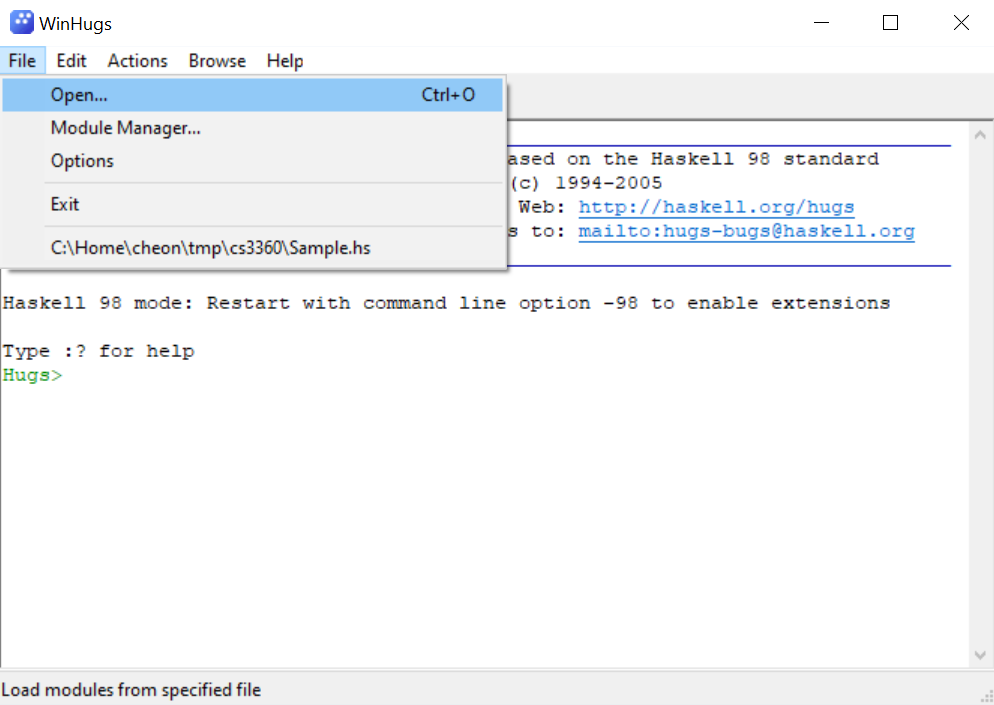 WinHugs
File Edit Actions Browse Help
Open... Ctrl+O
Module Manager...
Options
Exit
C:\Home\cheon\tmp\cs3360\Sample.hs
ased on the Haskell 98 standard
(c) 1994-2005
Web: http://haskell.org/hugs
s to: mailto:hugs-bugs@haskell.org
Haskell 98 mode: Restart with command line option -98 to enable extensions
Type :? for help
Hugs>
Load modules from specified file